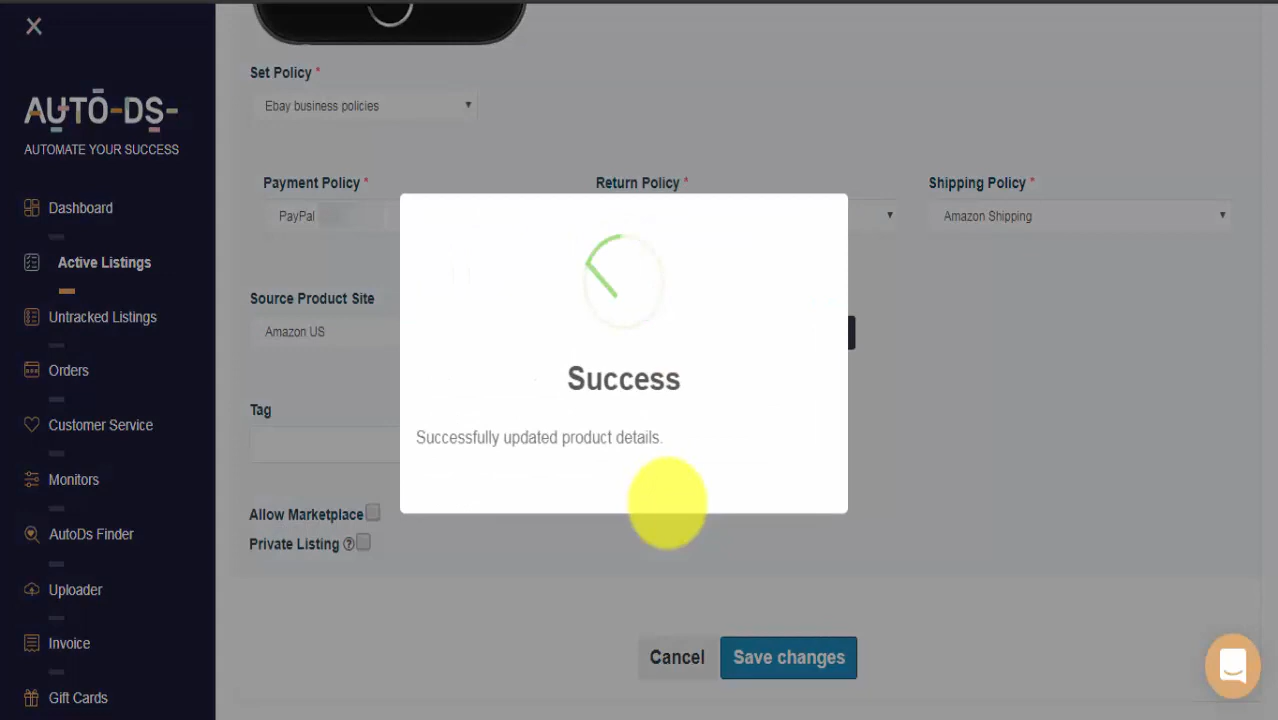 AUTO-DS-
AUTOMATE YOUR SUCCESS
Dashboard
Active Listings
Untracked Listings
Orders
Customer Service
Monitors
AutoDs Finder
Uploader
Invoice
Gift Cards
Set Policy *
Ebay business policies
Payment Policy *
Return Policy *
Shipping Policy *
PayPal
Amazon Shipping
Source Product Site
Amazon US
Tag
Allow Marketplace
Private Listing ?
Success
Successfully updated product details.
Cancel
Save changes